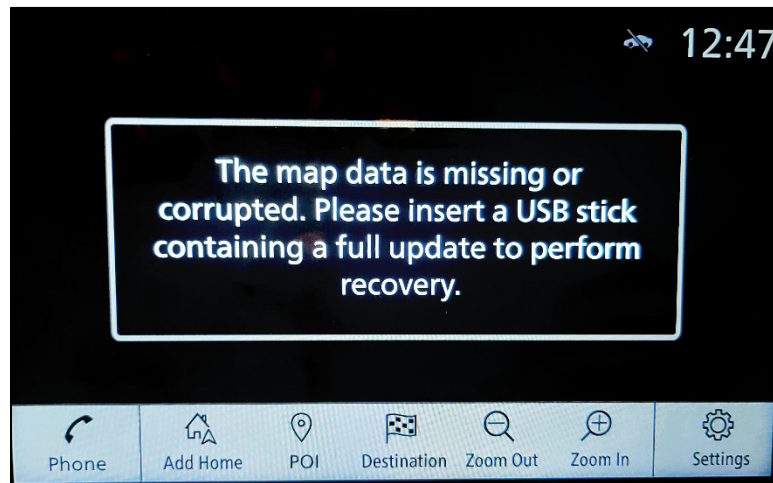 12:47
The map data is missing or
corrupted. Please insert a USB stick
containing a full update to perform
recovery.
Phone
Add Home
POI
Destination
Zoom Out
Zoom In
Settings